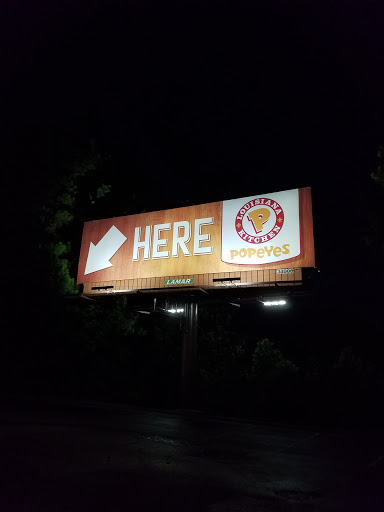 HERE
LOUISIANA
KITCHEN
P
POPEYES
LAMAR